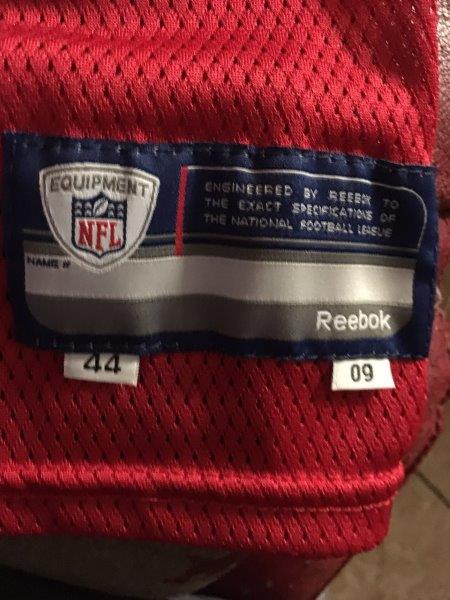 EQUIPMENT
NFL
ENGINEERED BY REEBOK TO
THE EXACT SPECIFICATIONS OF
THE NATIONAL FOOTBALL LEAGUE
NAME #
Reebok
44
09